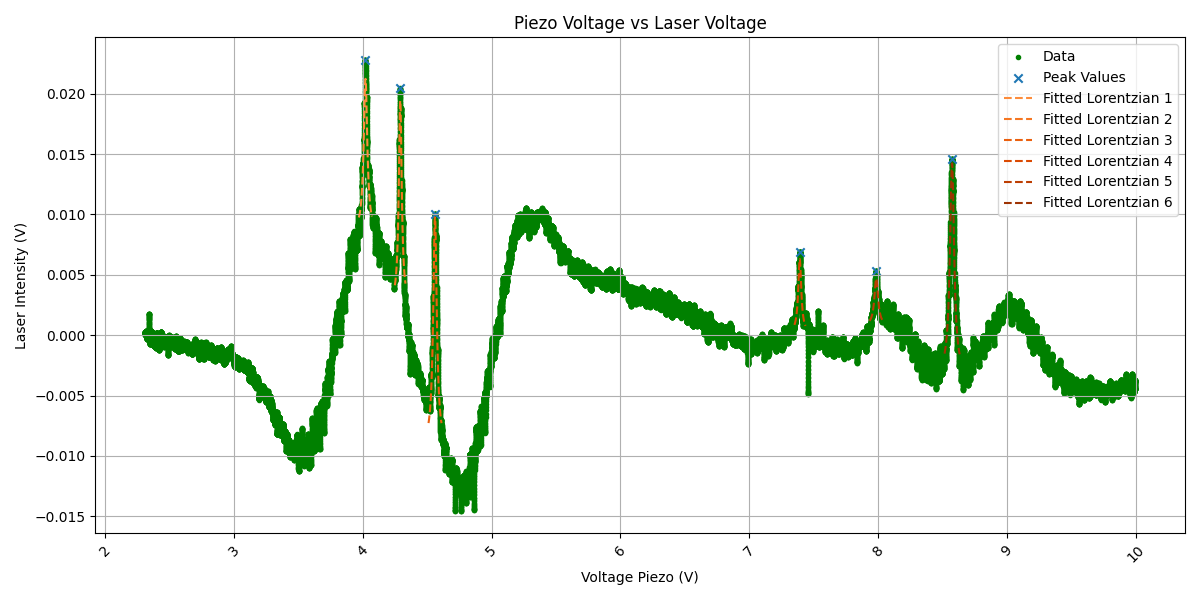 Piezo Voltage vs Laser Voltage
Data
Peak Values
Fitted Lorentzian 1
Fitted Lorentzian 2
Fitted Lorentzian 3
Fitted Lorentzian 4
Fitted Lorentzian 5
Fitted Lorentzian 6
Laser Intensity (V)
0.020
0.015
0.010
0.005
0.000
−0.005
−0.010
−0.015
2 3 4 5 6 7 8 9 10
Voltage Piezo (V)